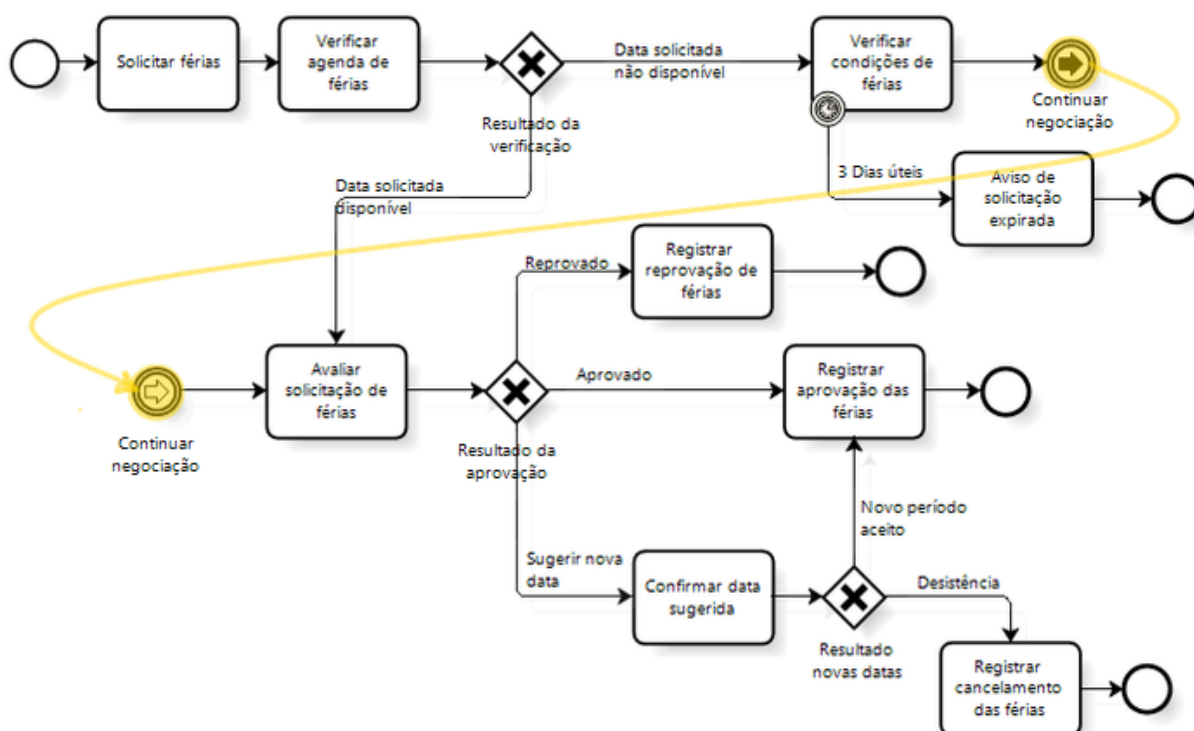 Solicitar férias
Verificar
agenda de
férias
Resultado da
verificação
Data solicitada
não disponível
Verificar
condições de
férias
Continuar
negociação
3 Dias úteis
Aviso de
solicitação
expirada
Data solicitada
disponível
Reprovado
Registrar
reprovação de
férias
Continuar
negociação
Avaliar
solicitação de
férias
Resultado da
aprovação
Aprovado
Registrar
aprovação das
férias
Novo período
aceito
Sugerir nova
data
Confirmar data
sugerida
Resultado
novas datas
Desistência
Registrar
cancelamento
das férias